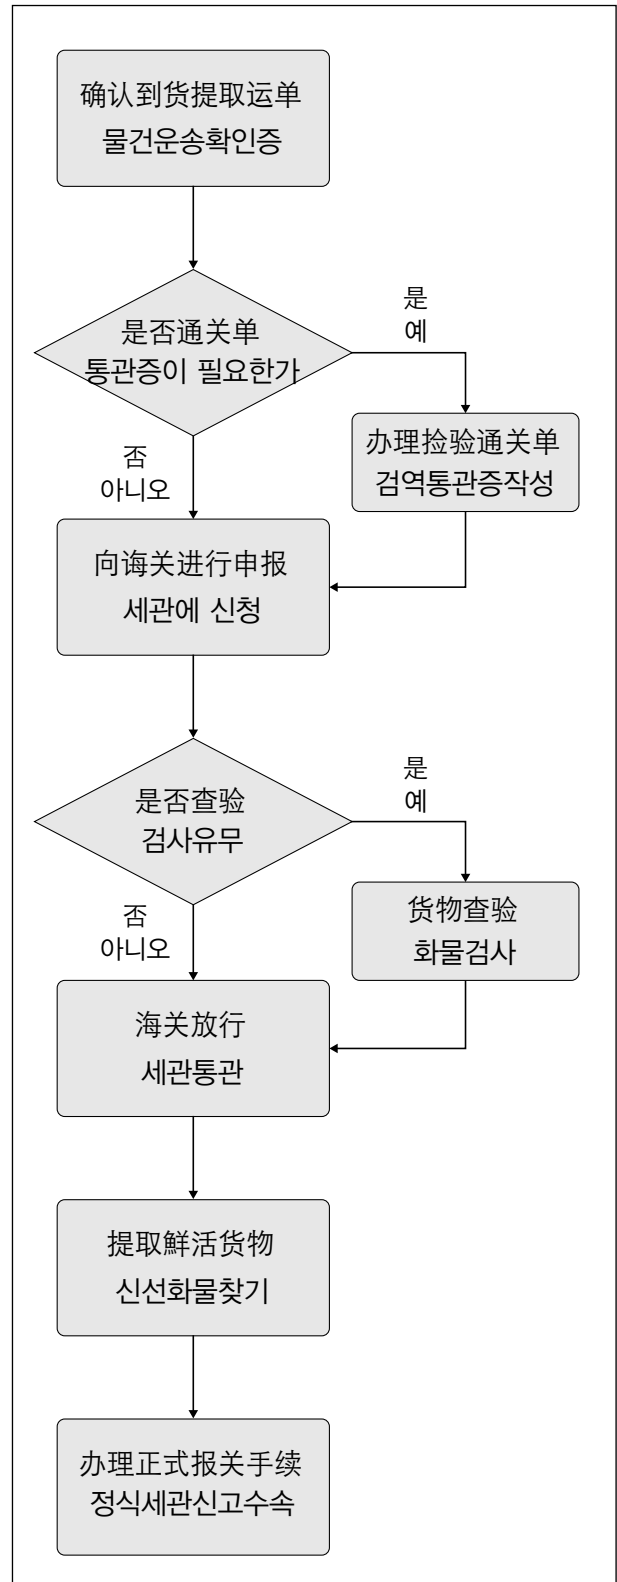 确认到货提取运单
물건운송확인증
是否通关单
통관증이 필요한가
是
예
办理捡验通关单
검역통관증작성
否
아니오
向诲关进行申报
세관에 신청
是否查验
검사유무
是
예
货物查验
화물검사
否
아니오
海关放行
세관통관
提取鮮活货物
신선화물찾기
办理正式报关手续
정식세관신고수속